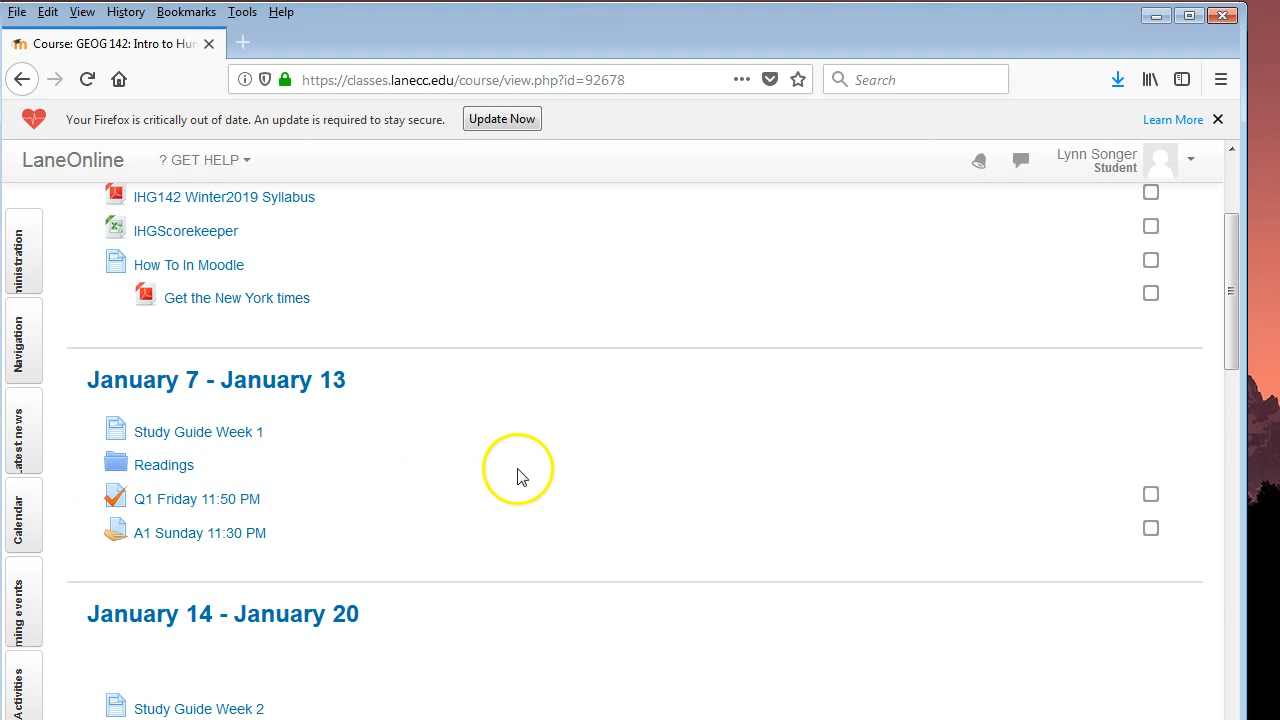 File Edit View History Bookmarks Tools Help
Course: GEOG 142: Intro to Hu
https://classes.lanecc.edu/course/view.php?id=92678
Search
Your Firefox is critically out of date. An update is required to stay secure.
Update Now
Learn More
LaneOnline
? GET HELP
Lynn Songer
Student
IHG142 Winter2019 Syllabus
IHGScorekeeper
How To In Moodle
Get the New York times
January 7 - January 13
Study Guide Week 1
Readings
Q1 Friday 11:50 PM
A1 Sunday 11:30 PM
January 14 - January 20
Study Guide Week 2
ministration
Navigation
atest news
Calendar
ming events
Activities